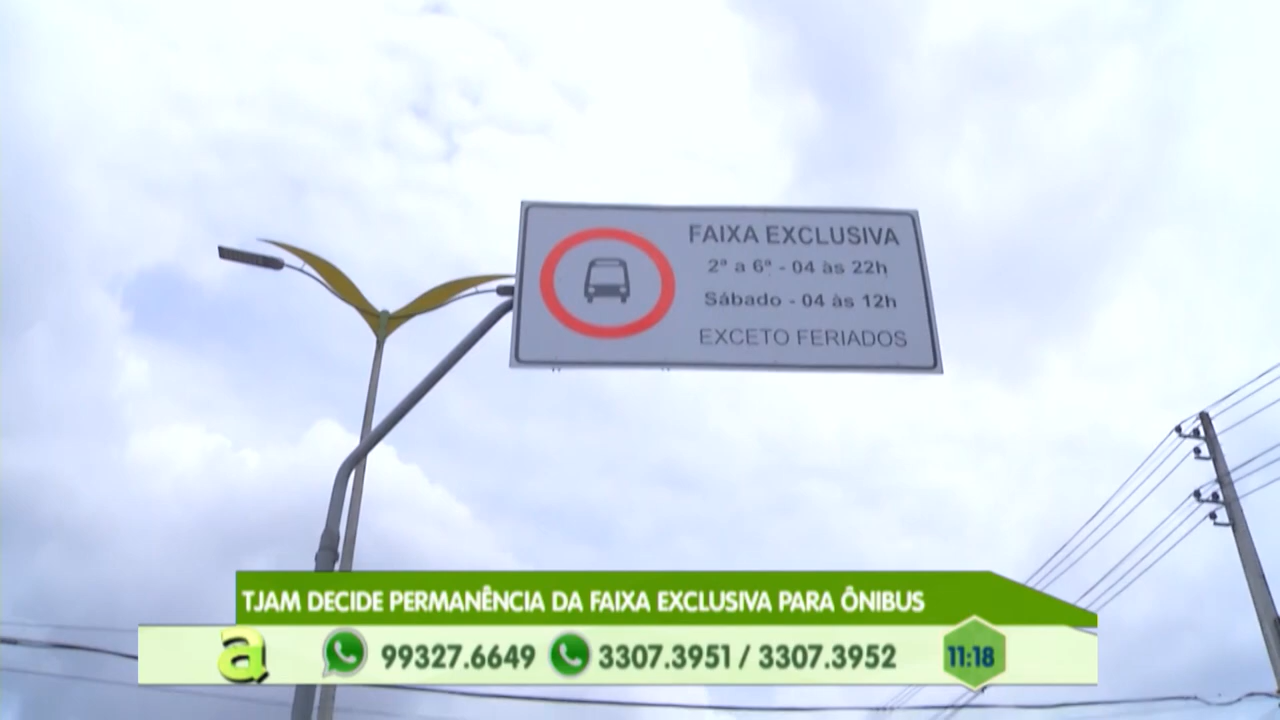 FAIXA EXCLUSIVA
2ª a 6ª - 04 às 22h
Sábado - 04 às 12h
EXCETO FERIADOS
TJAM DECIDE PERMANÊNCIA DA FAIXA EXCLUSIVA PARA ÔNIBUS
a 99327.6649 3307.3951 / 3307.3952 11:18